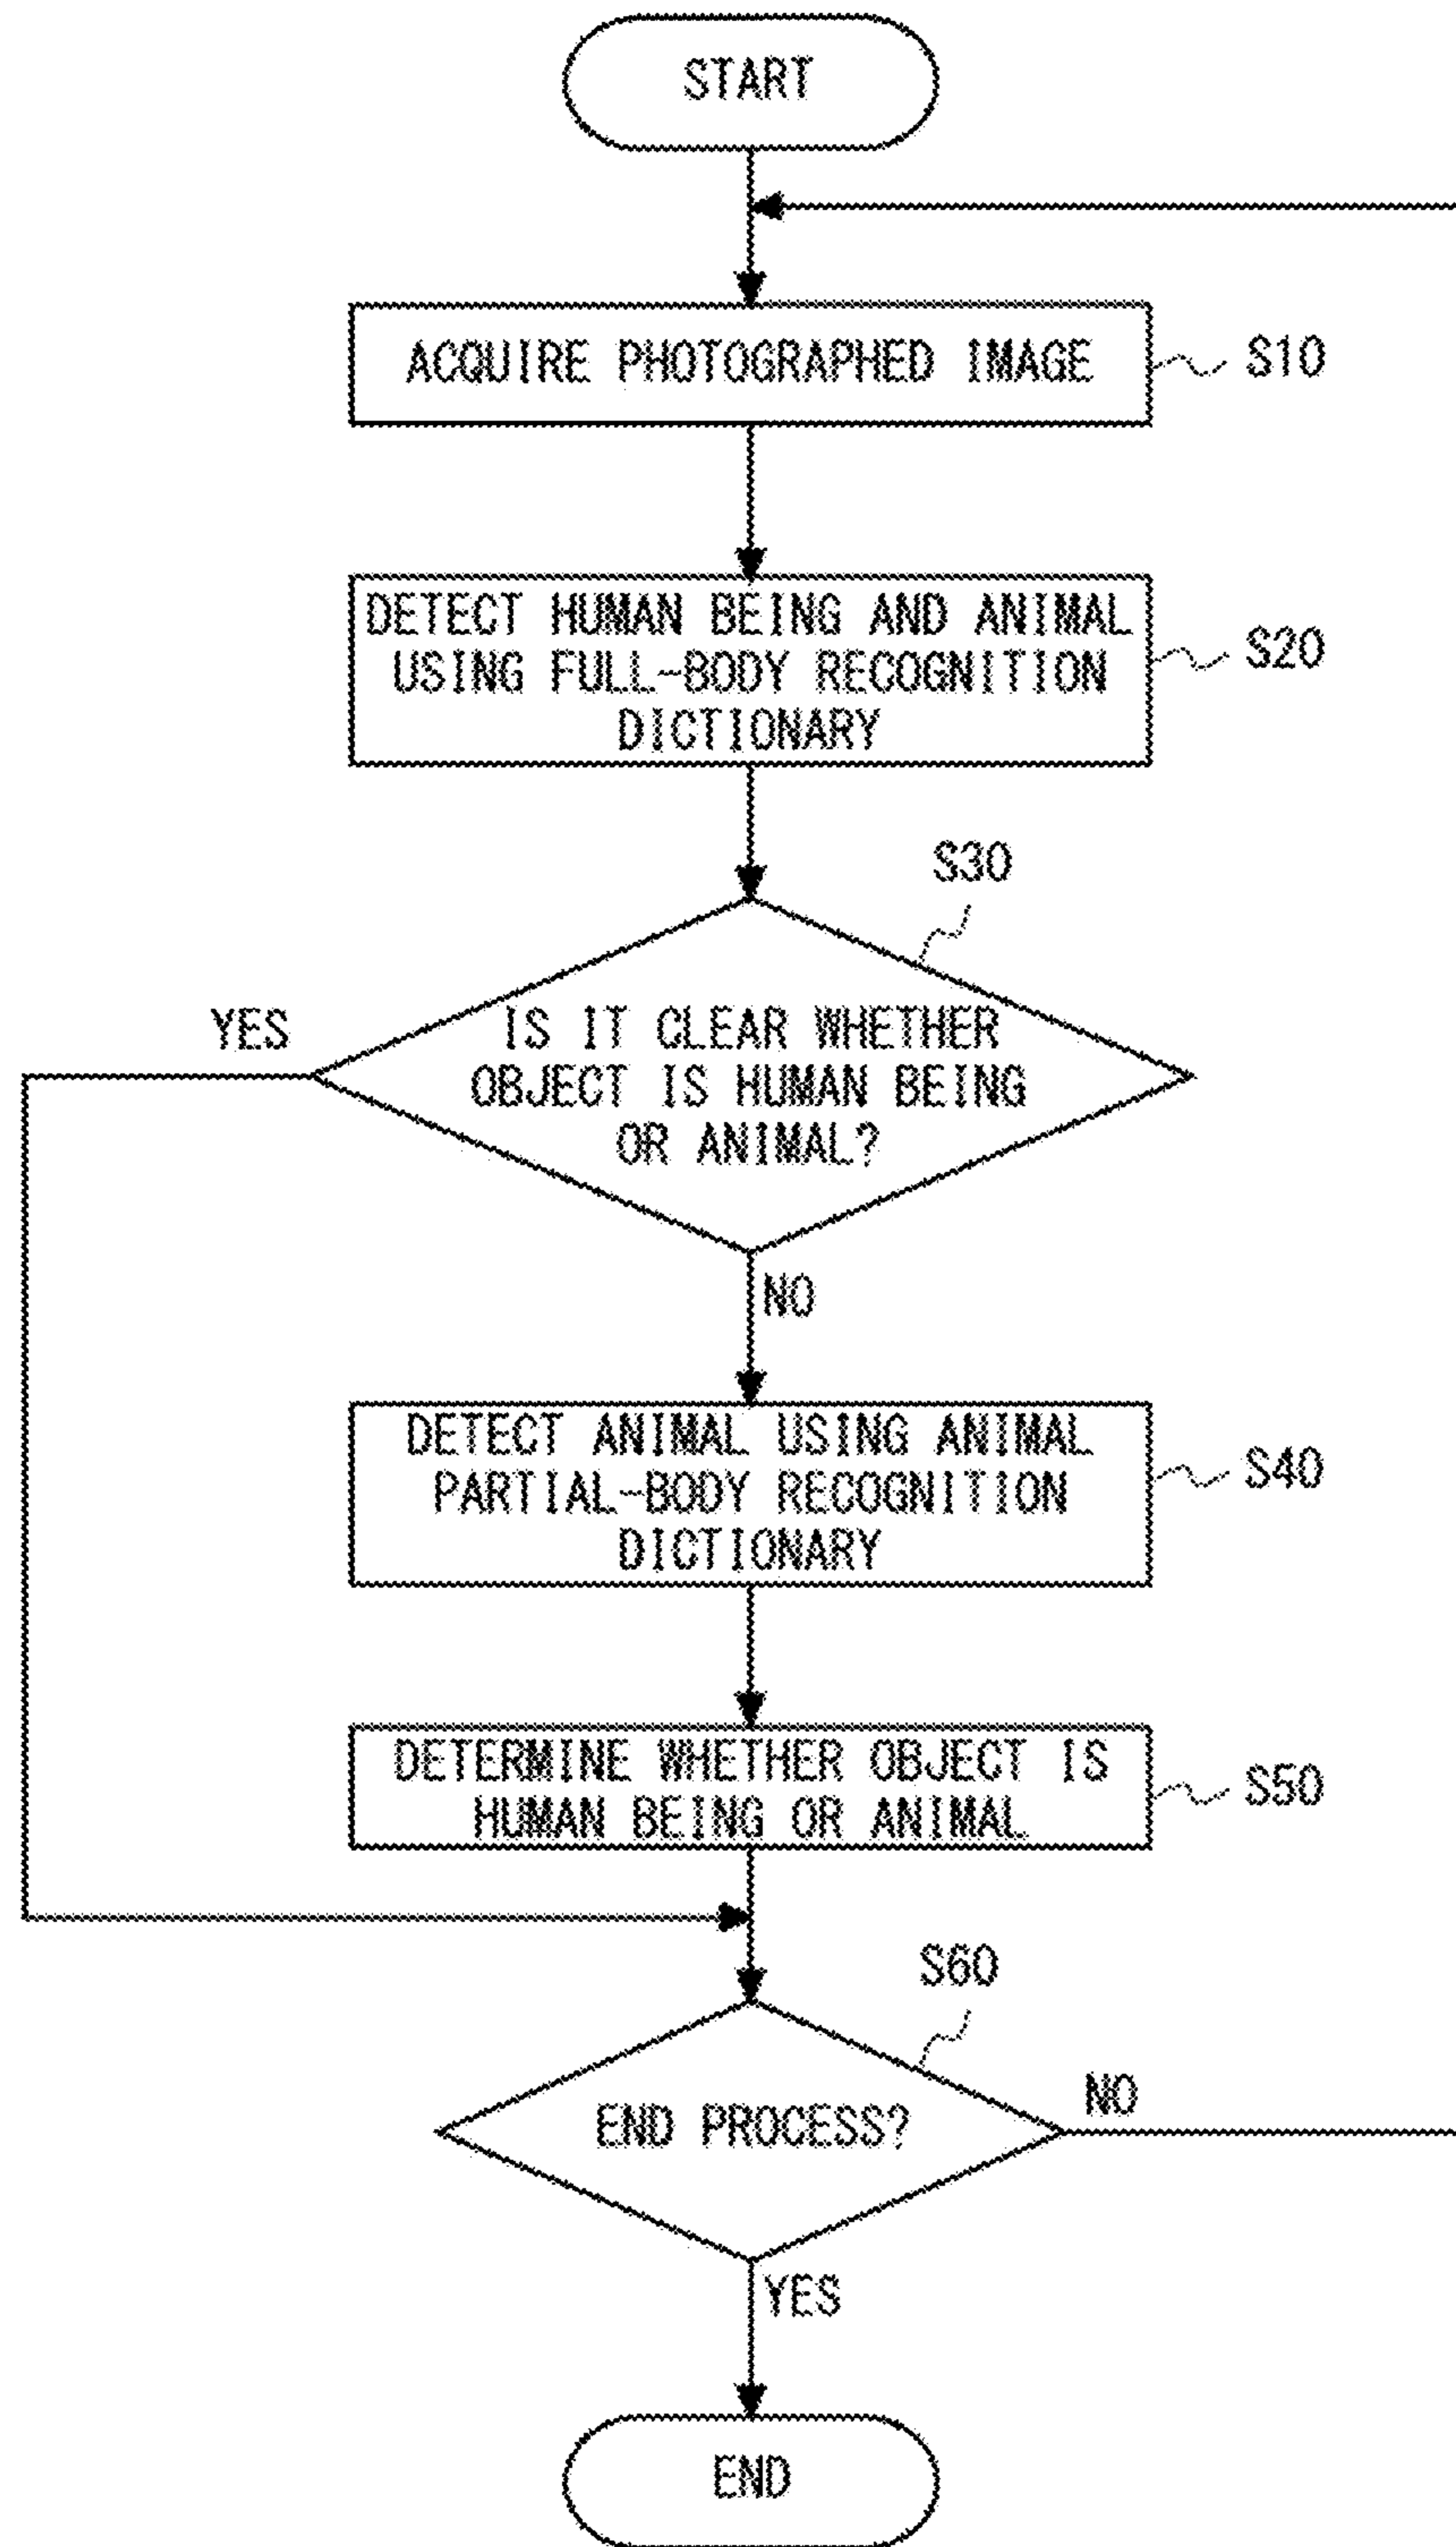 START
ACQUIRE PHOTOGRAPHED IMAGE
S10
DETECT HUMAN BEING AND ANIMAL
USING FULL-BODY RECOGNITION
DICTIONARY
S20
S30
YES
IS IT CLEAR WHETHER
OBJECT IS HUMAN BEING
OR ANIMAL?
NO
DETECT ANIMAL USING ANIMAL
PARTIAL-BODY RECOGNITION
DICTIONARY
S40
DETERMINE WHETHER OBJECT IS
HUMAN BEING OR ANIMAL
S50
S60
END PROCESS?
NO
YES
END